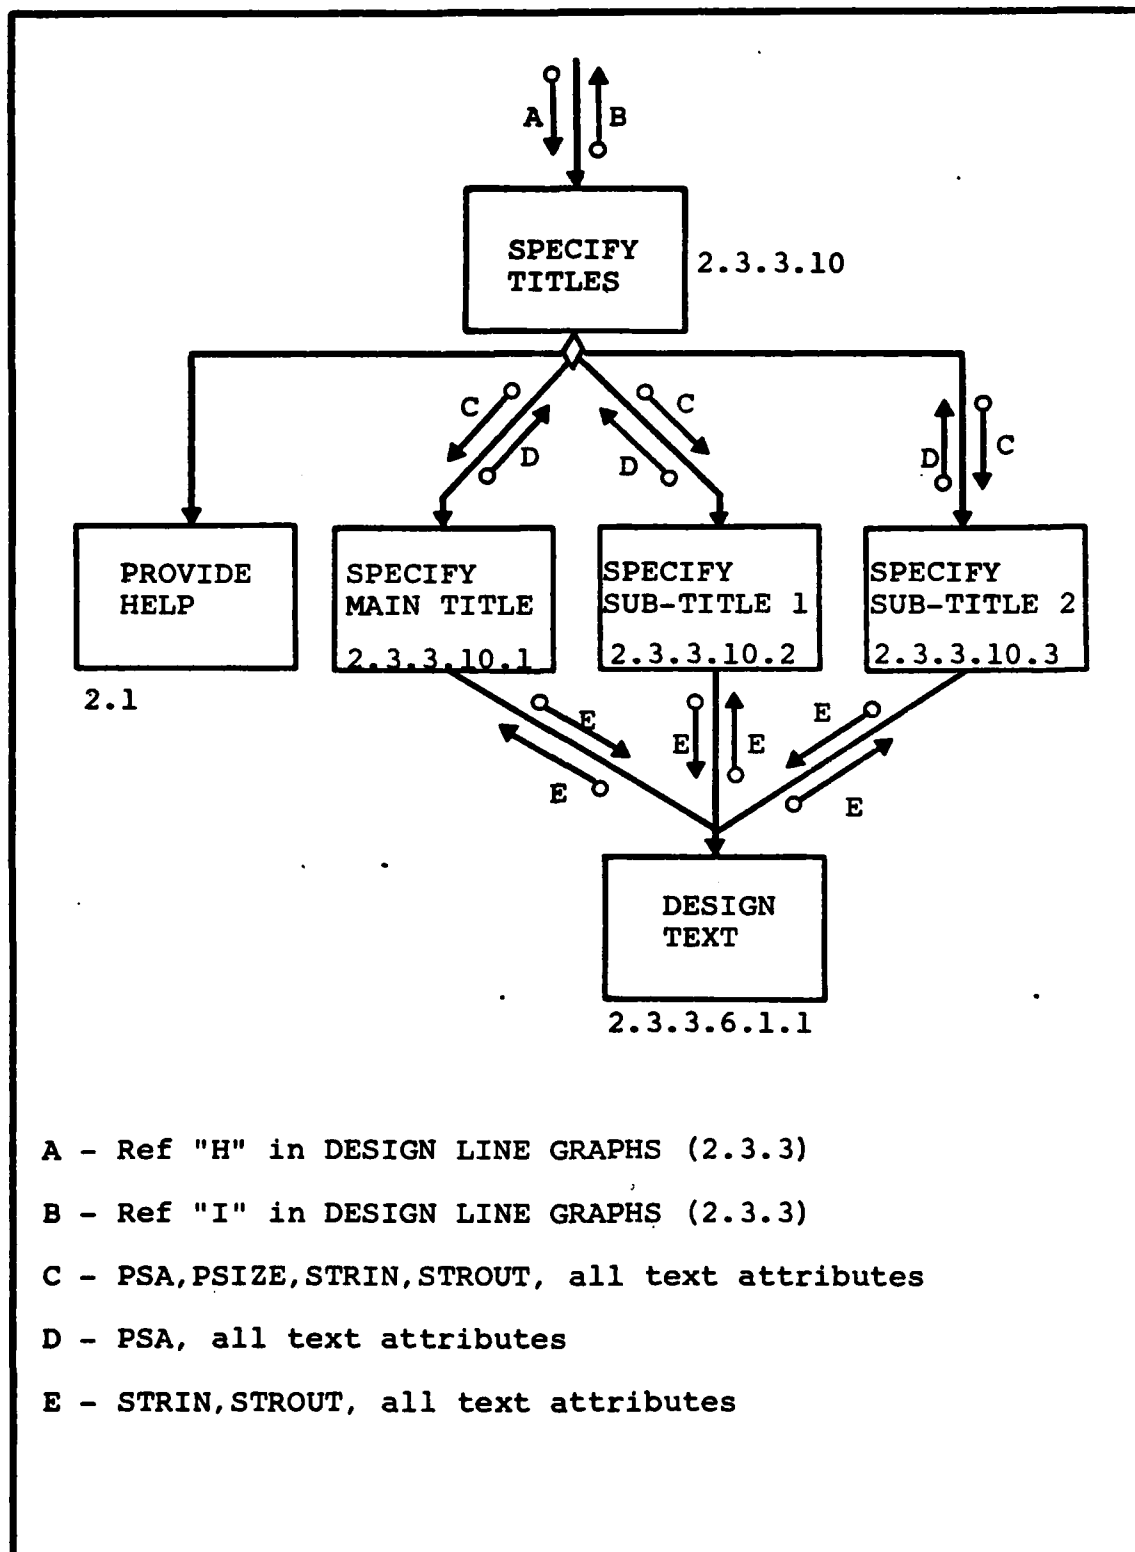 A
B
SPECIFY
TITLES
2.3.3.10
C
D
C
D
D
C
PROVIDE
HELP
2.1
SPECIFY
MAIN TITLE
2.3.3.10.1
SPECIFY
SUB-TITLE 1
2.3.3.10.2
SPECIFY
SUB-TITLE 2
2.3.3.10.3
E
E
E
E
E
E
DESIGN
TEXT
2.3.3.6.1.1
A - Ref "H" in DESIGN LINE GRAPHS (2.3.3)
B - Ref "I" in DESIGN LINE GRAPHS (2.3.3)
C - PSA,PSIZE,STRIN,STROUT, all text attributes
D - PSA, all text attributes
E - STRIN,STROUT, all text attributes